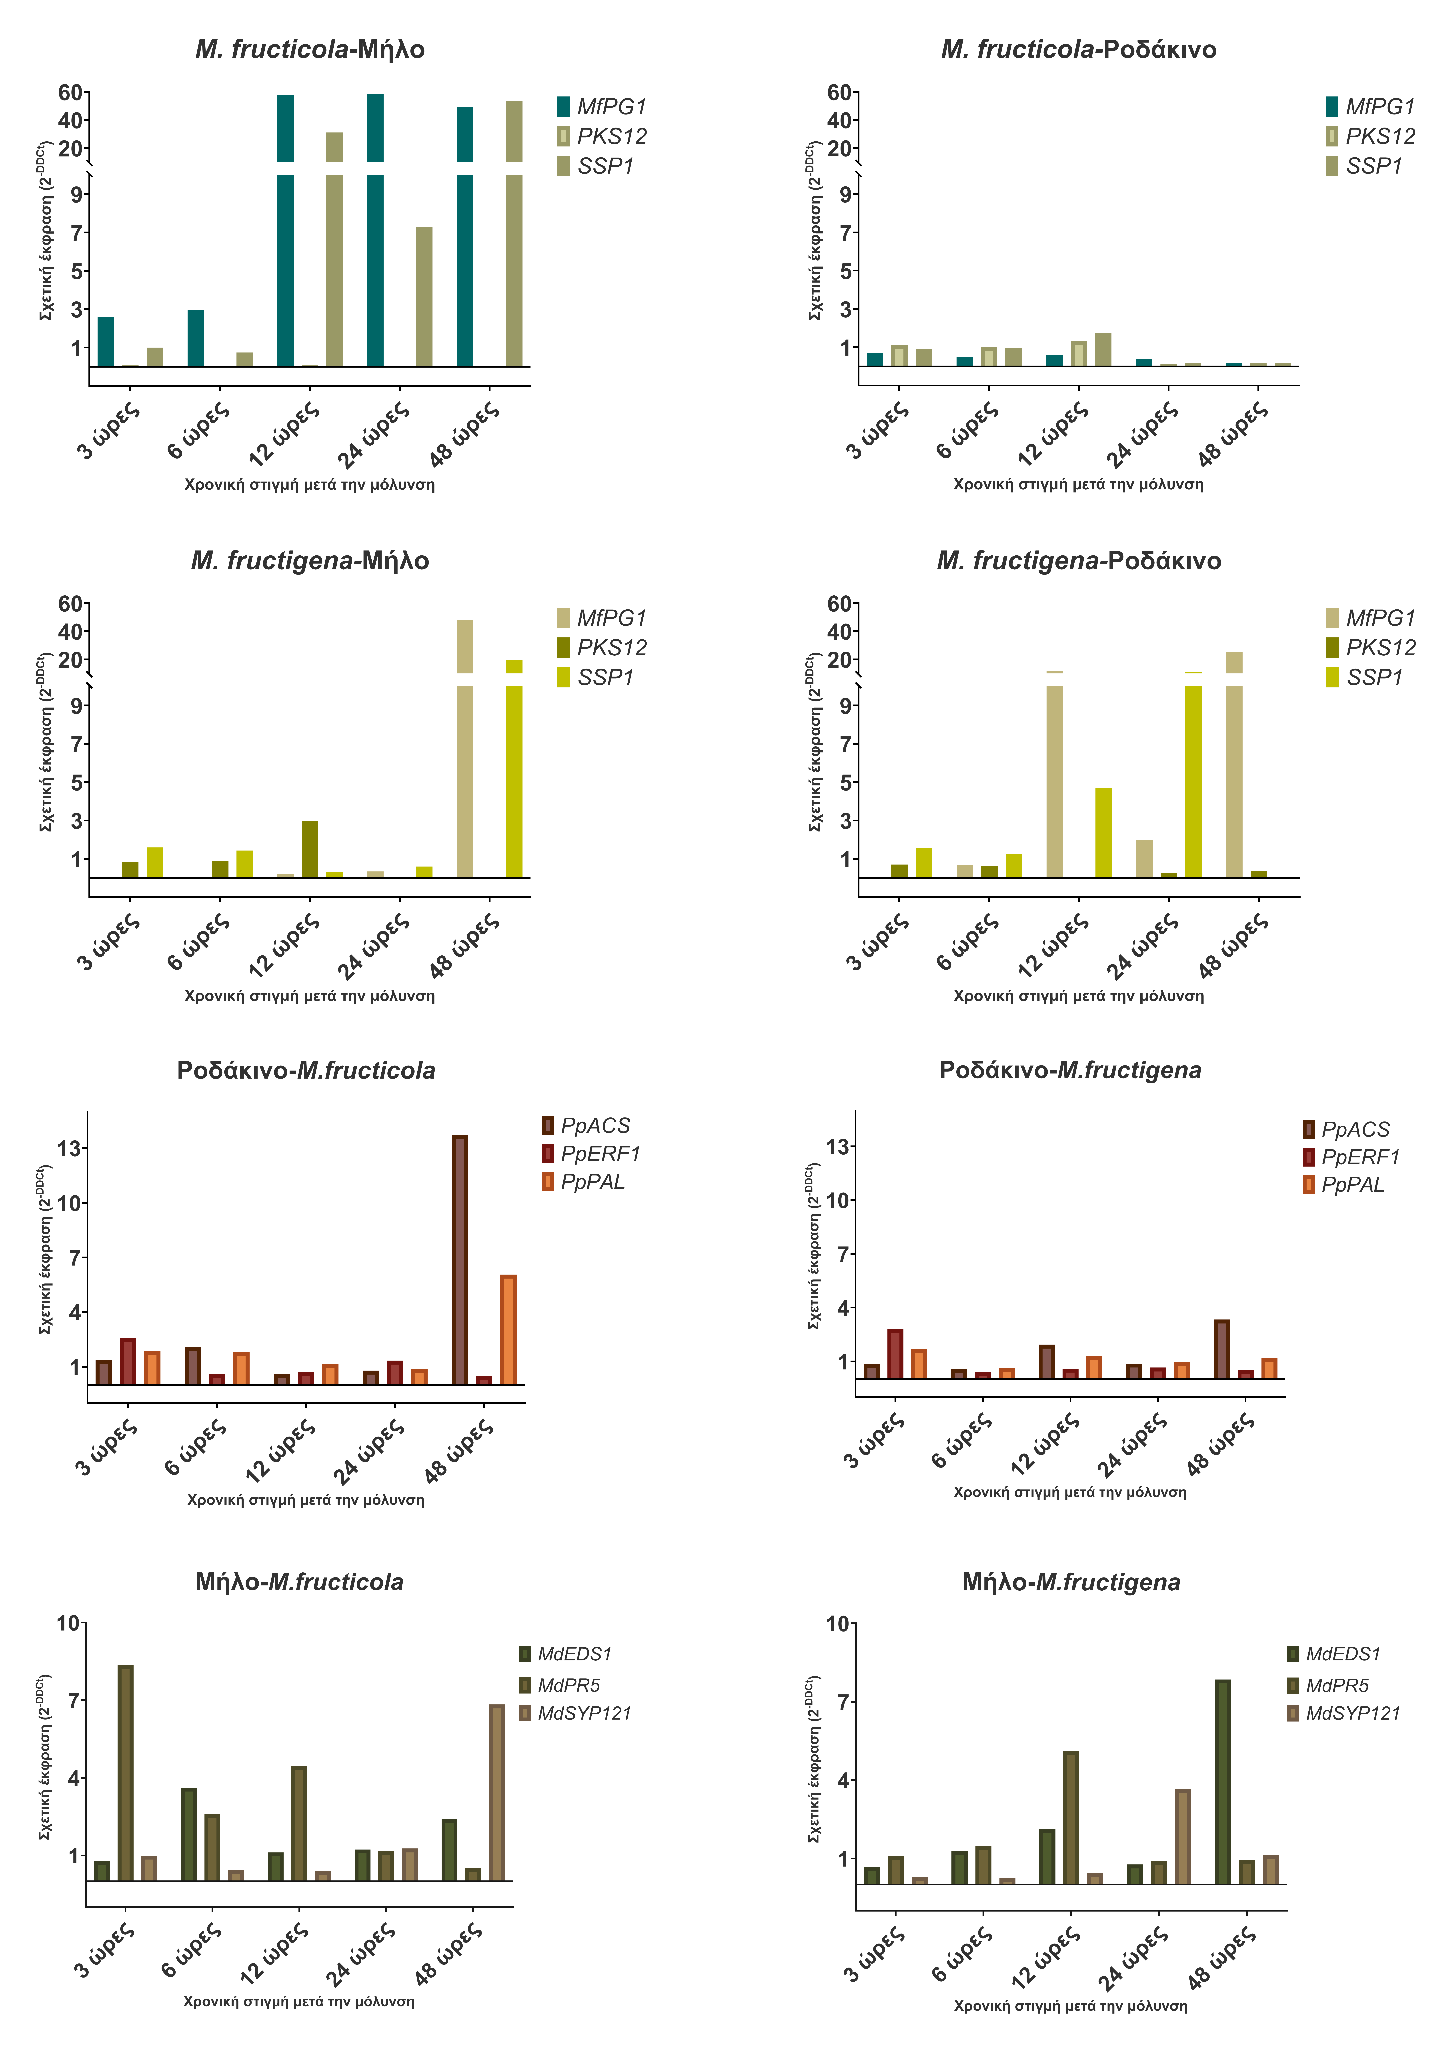 M. fructicola-Μήλο
60
40
20
9
7
5
3
1
Σχετική έκφραση (2-DDCt)
MfPG1
PKS12
SSP1
3 ώρες
6 ώρες
12 ώρες
24 ώρες
48 ώρες
Χρονική στιγμή μετά την μόλυνση
M. fructicola-Ροδάκινο
60
40
20
9
7
5
3
1
Σχετική έκφραση (2-DDCt)
MfPG1
PKS12
SSP1
3 ώρες
6 ώρες
12 ώρες
24 ώρες
48 ώρες
Χρονική στιγμή μετά την μόλυνση
M. fructigena-Μήλο
60
40
20
9
7
5
3
1
Σχετική έκφραση (2-DDCt)
MfPG1
PKS12
SSP1
3 ώρες
6 ώρες
12 ώρες
24 ώρες
48 ώρες
Χρονική στιγμή μετά την μόλυνση
M. fructigena-Ροδάκινο
60
40
20
9
7
5
3
1
Σχετική έκφραση (2-DDCt)
MfPG1
PKS12
SSP1
3 ώρες
6 ώρες
12 ώρες
24 ώρες
48 ώρες
Χρονική στιγμή μετά την μόλυνση
Ροδάκινο-M.fructicola
13
10
7
4
1
Σχετική έκφραση (2-DDCt)
PpACS
PpERF1
PpPAL
3 ώρες
6 ώρες
12 ώρες
24 ώρες
48 ώρες
Χρονική στιγμή μετά την μόλυνση
Ροδάκινο-M.fructigena
13
10
7
4
1
Σχετική έκφραση (2-DDCt)
PpACS
PpERF1
PpPAL
3 ώρες
6 ώρες
12 ώρες
24 ώρες
48 ώρες
Χρονική στιγμή μετά την μόλυνση
Μήλο-M.fructicola
10
7
4
1
Σχετική έκφραση (2-DDCt)
MdEDS1
MdPR5
MdSYP121
3 ώρες
6 ώρες
12 ώρες
24 ώρες
48 ώρες
Χρονική στιγμή μετά την μόλυνση
Μήλο-M.fructigena
10
7
4
1
Σχετική έκφραση (2-DDCt)
MdEDS1
MdPR5
MdSYP121
3 ώρες
6 ώρες
12 ώρες
24 ώρες
48 ώρες
Χρονική στιγμή μετά την μόλυνση